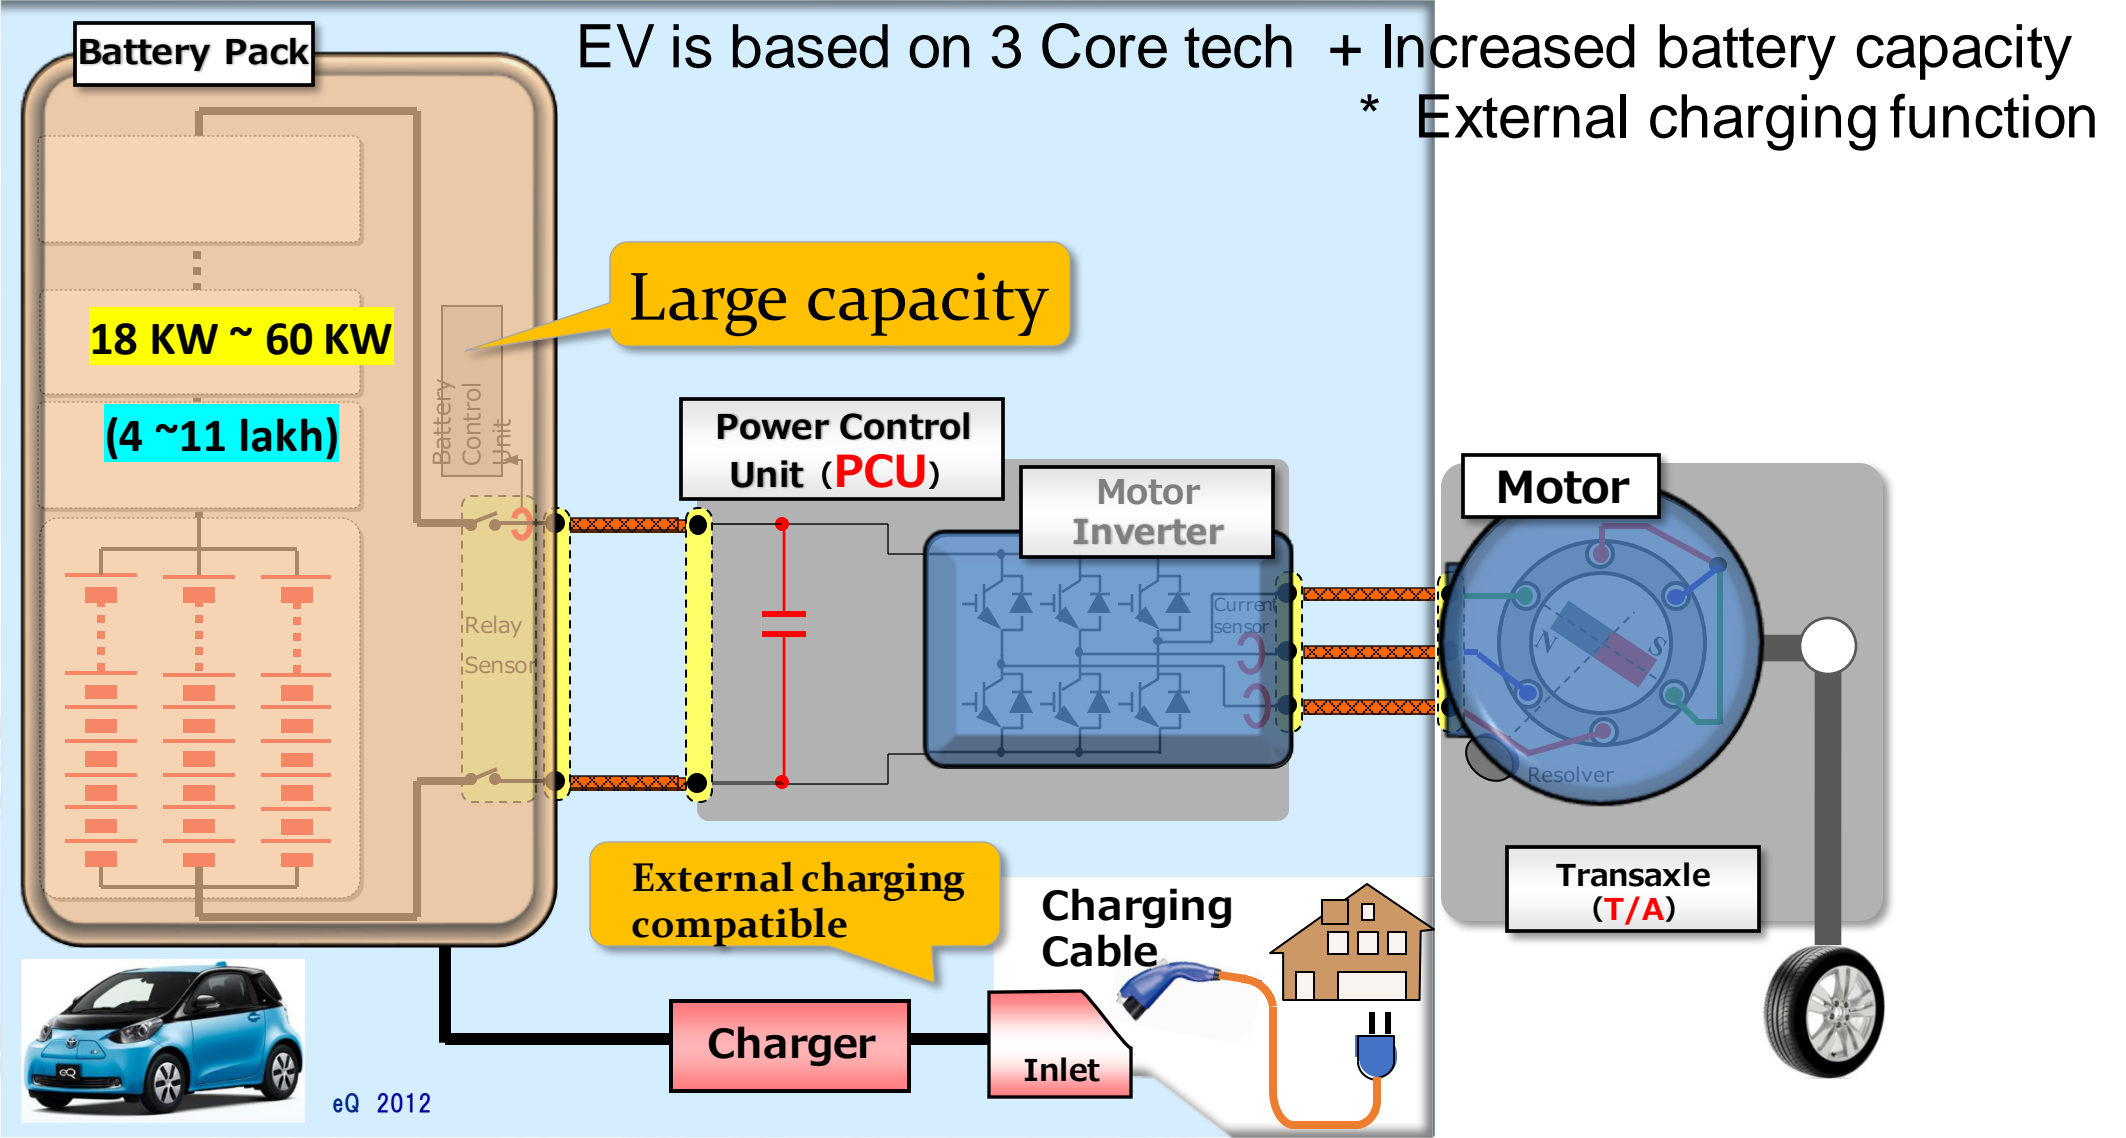 EV is based on 3 Core tech + Increased battery capacity
* External charging function
Battery Pack
Large capacity
18 KW ~ 60 KW
(4 ~11 lakh)
Battery
Control
Unit
Relay
Sensor
Power Control
Unit (PCU)
Motor
Inverter
Current
sensor
Motor
N
S
Resolver
Transaxle
(T/A)
External charging
compatible
Charging
Cable
Charger
Inlet
eQ
eQ 2012